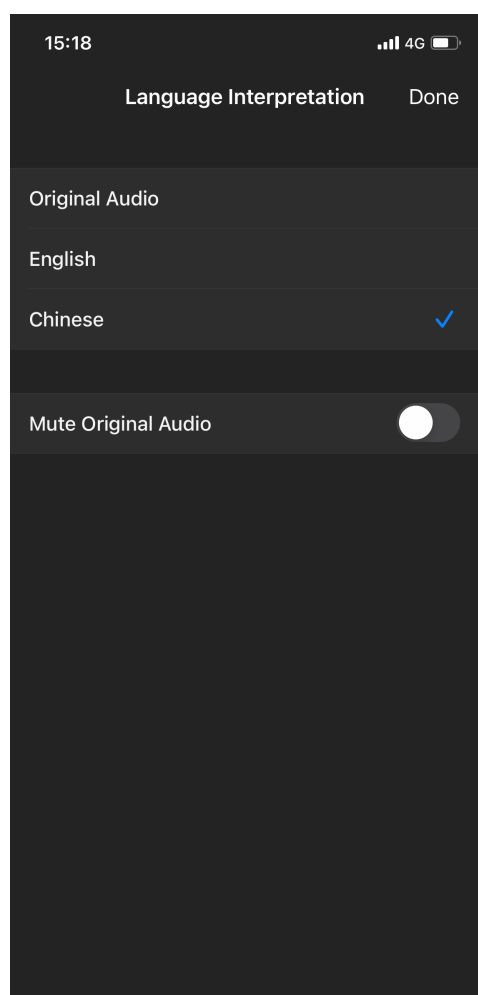 15:18 4G
Language Interpretation Done
Original Audio
English
Chinese
Mute Original Audio